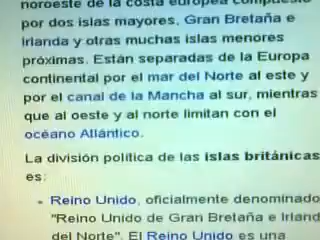 noroeste de la costa europea compuesto
por dos islas mayores, Gran Bretaña e
Irlanda y otras muchas islas menores
próximas. Están separadas de la Europa
continental por el mar del Norte al este y
por el canal de la Mancha al sur, mientras
que al oeste y al norte limitan con el
océano Atlántico.
La división política de las islas británicas
es:
Reino Unido, oficialmente denominado
"Reino Unido de Gran Bretaña e Irland
del Norte". El Reino Unido es una